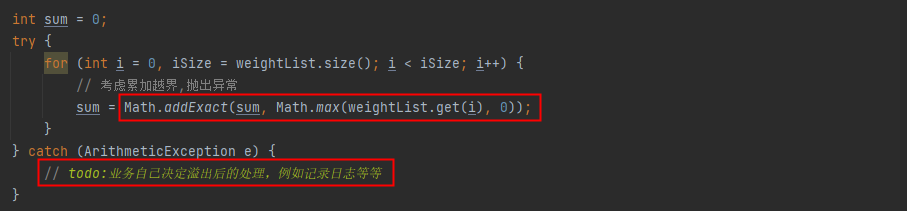 int sum = 0;
try {
    for (int i = 0, iSize = weightList.size(); i < iSize; i++) {
        // 考虑累加越界,抛出异常
        sum = Math.addExact(sum, Math.max(weightList.get(i), 0));
    }
} catch (ArithmeticException e) {
    // todo:业务自己决定溢出后的处理，例如记录日志等等
}